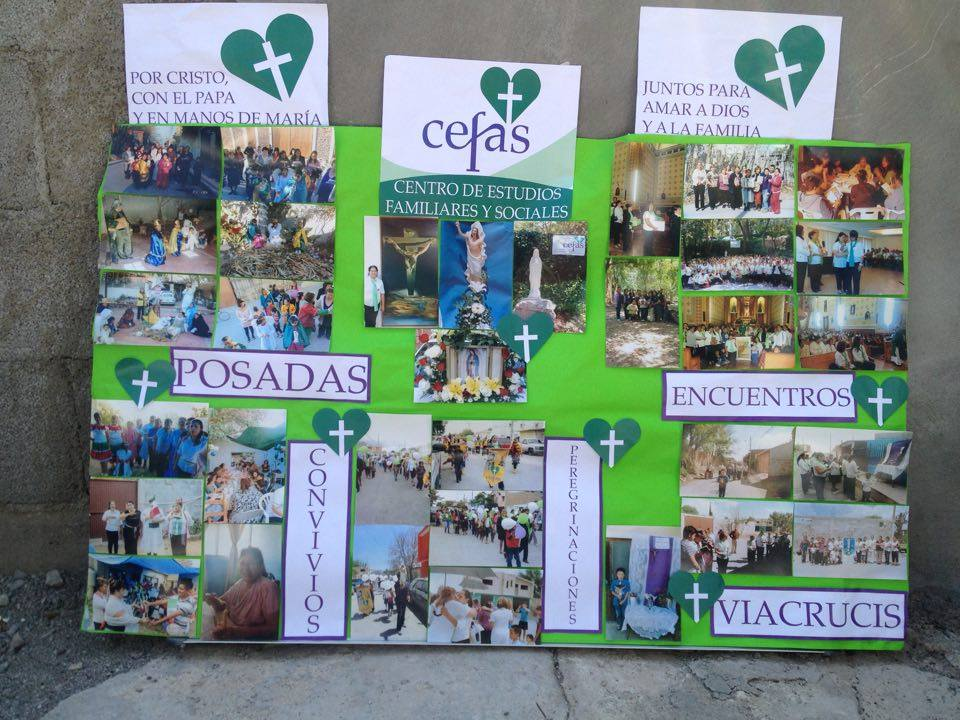 POR CRISTO,
CON EL PAPA
Y EN MANOS DE MARÍA
cefas
CENTRO DE ESTUDIOS
FAMILIARES Y SOCIALES
JUNTOS PARA
AMAR A DIOS
Y A LA FAMILIA
cefas
POSADAS
ENCUENTROS
CONVIVIOS
PEREGRINACIONES
VIACRUCIS